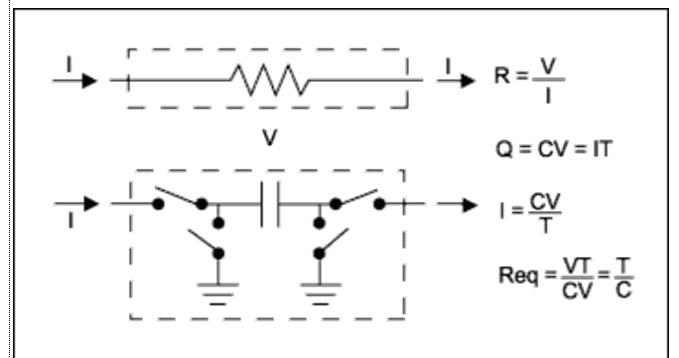 I
I
R = V/I
V
Q = CV = IT
I
I = CV/T
Req = VT/CV = T/C